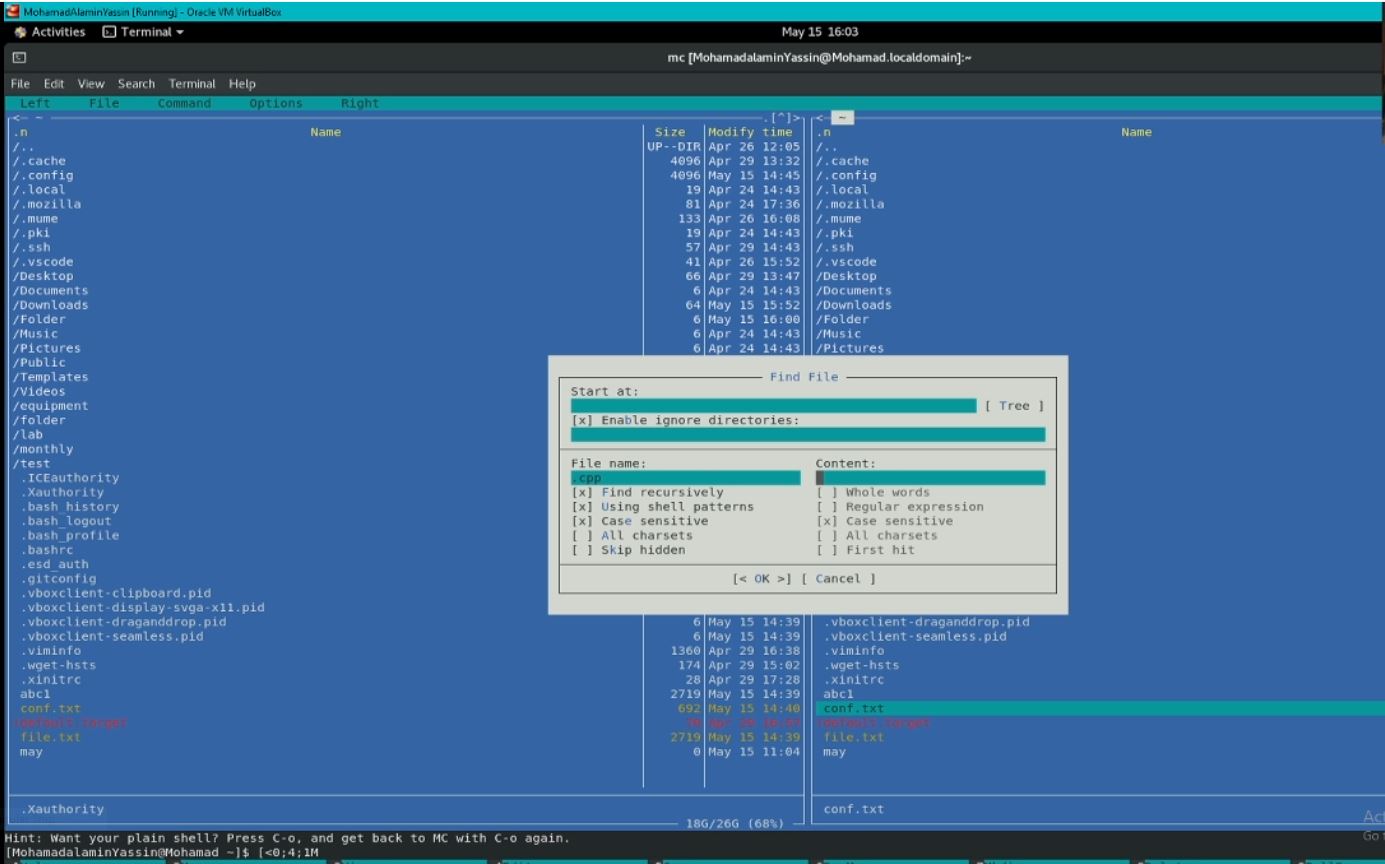 MohamadAlaminYassin [Running] - Oracle VM VirtualBox
Activities Terminal May 15 16:03
mc [MohamadalaminYassin@Mohamad.localdomain]:~
File Edit View Search Terminal Help
Left File Command Options Right
<- ~ .[^]> <- ~
.n Name Size Modify time .n Name
/.. UP--DIR Apr 26 12:05 /..
/.cache 4096 Apr 29 13:32 /.cache
/.config 4096 May 15 14:45 /.config
/.local 19 Apr 24 14:43 /.local
/.mozilla 81 Apr 24 17:36 /.mozilla
/.mume 133 Apr 26 16:08 /.mume
/.pki 19 Apr 24 14:43 /.pki
/.ssh 57 Apr 29 14:43 /.ssh
/.vscode 41 Apr 26 15:52 /.vscode
/Desktop 66 Apr 29 13:47 /Desktop
/Documents 6 Apr 24 14:43 /Documents
/Downloads 64 May 15 15:52 /Downloads
/Folder 6 May 15 16:00 /Folder
/Music 6 Apr 24 14:43 /Music
/Pictures 6 Apr 24 14:43 /Pictures
/Public
/Templates Find File
/Videos Start at:
/equipment [ Tree ]
/folder [x] Enable ignore directories:
/lab
/monthly
/test File name: Content:
.ICEauthority .cpp
.Xauthority [x] Find recursively [ ] Whole words
.bash_history [x] Using shell patterns [ ] Regular expression
.bash_logout [x] Case sensitive [x] Case sensitive
.bash_profile [ ] All charsets [ ] All charsets
.bashrc [ ] Skip hidden [ ] First hit
.esd_auth
.gitconfig [< OK >] [ Cancel ]
.vboxclient-clipboard.pid
.vboxclient-display-svga-x11.pid
.vboxclient-draganddrop.pid 6 May 15 14:39 .vboxclient-draganddrop.pid
.vboxclient-seamless.pid 6 May 15 14:39 .vboxclient-seamless.pid
.viminfo 1360 Apr 29 16:38 .viminfo
.wget-hsts 174 Apr 29 15:02 .wget-hsts
.xinitrc 28 Apr 29 17:28 .xinitrc
abc1 2719 May 15 14:39 abc1
conf.txt 692 May 15 14:40 conf.txt
!default.target !default.target
file.txt 2719 May 15 14:39 file.txt
may 0 May 15 11:04 may
.Xauthority conf.txt
18G/26G (68%)
Hint: Want your plain shell? Press C-o, and get back to MC with C-o again.
[MohamadalaminYassin@Mohamad ~]$ [<0;4;1M